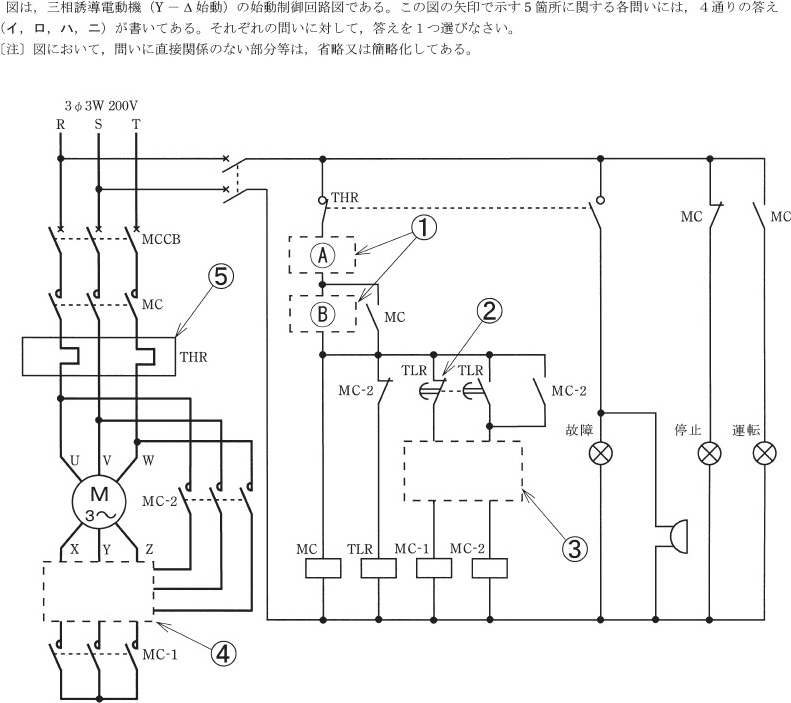 図は，三相誘導電動機（Y－Δ始動）の始動制御回路図である。この図の矢印で示す５箇所に関する各問いには，４通りの答え
（イ，ロ，ハ，ニ）が書いてある。それぞれの問いに対して，答えを１つ選びなさい。
〔注〕図において，問いに直接関係のない部分等は，省略又は簡略化してある。
3φ3W 200V
R S T
THR
MC MC
①
MCCB
Ⓐ
⑤
MC
Ⓑ
MC
②
THR
TLR TLR
MC-2
MC-2
故障 停止 運転
U V W
M
3～
MC-2
③
X Y Z
MC TLR MC-1 MC-2
④
MC-1